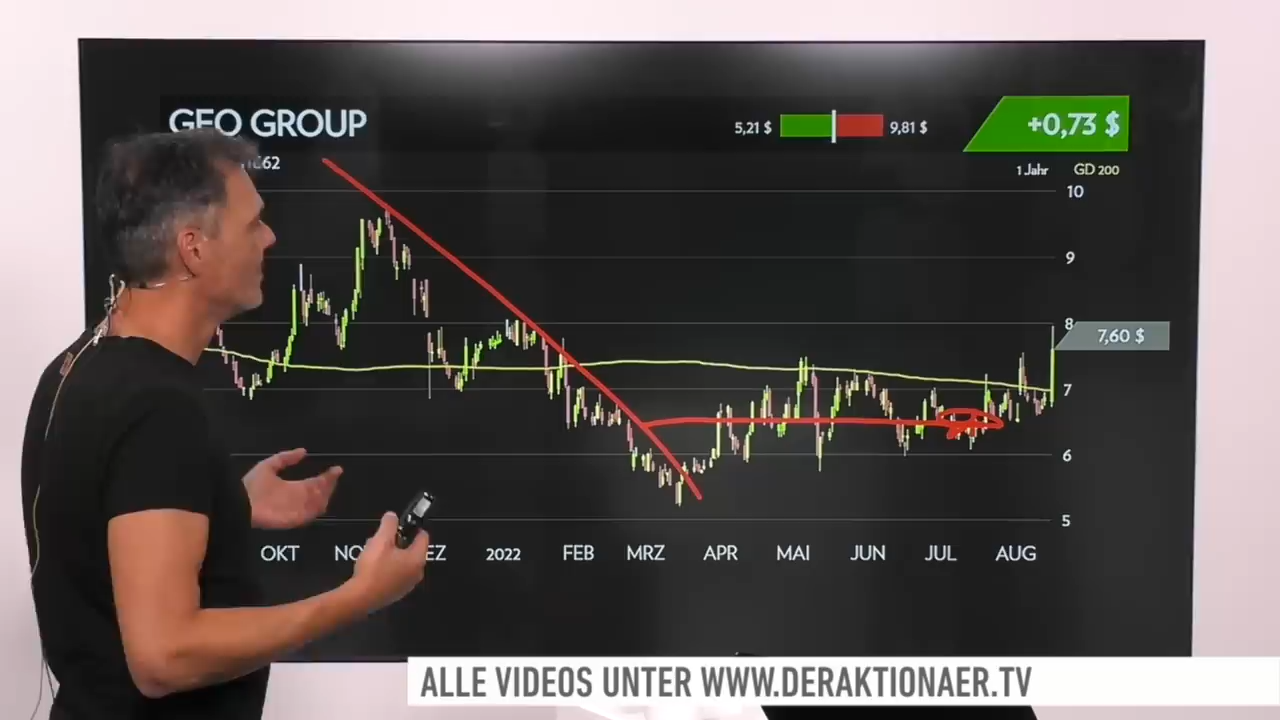 GEO GROUP
5,21 $ 9,81 $ +0,73 $
1 Jahr GD 200
10
9
8
7,60 $
7
6
5
OKT 2022 FEB MRZ APR MAI JUN JUL AUG
ALLE VIDEOS UNTER WWW.DERAKTIONAER.TV